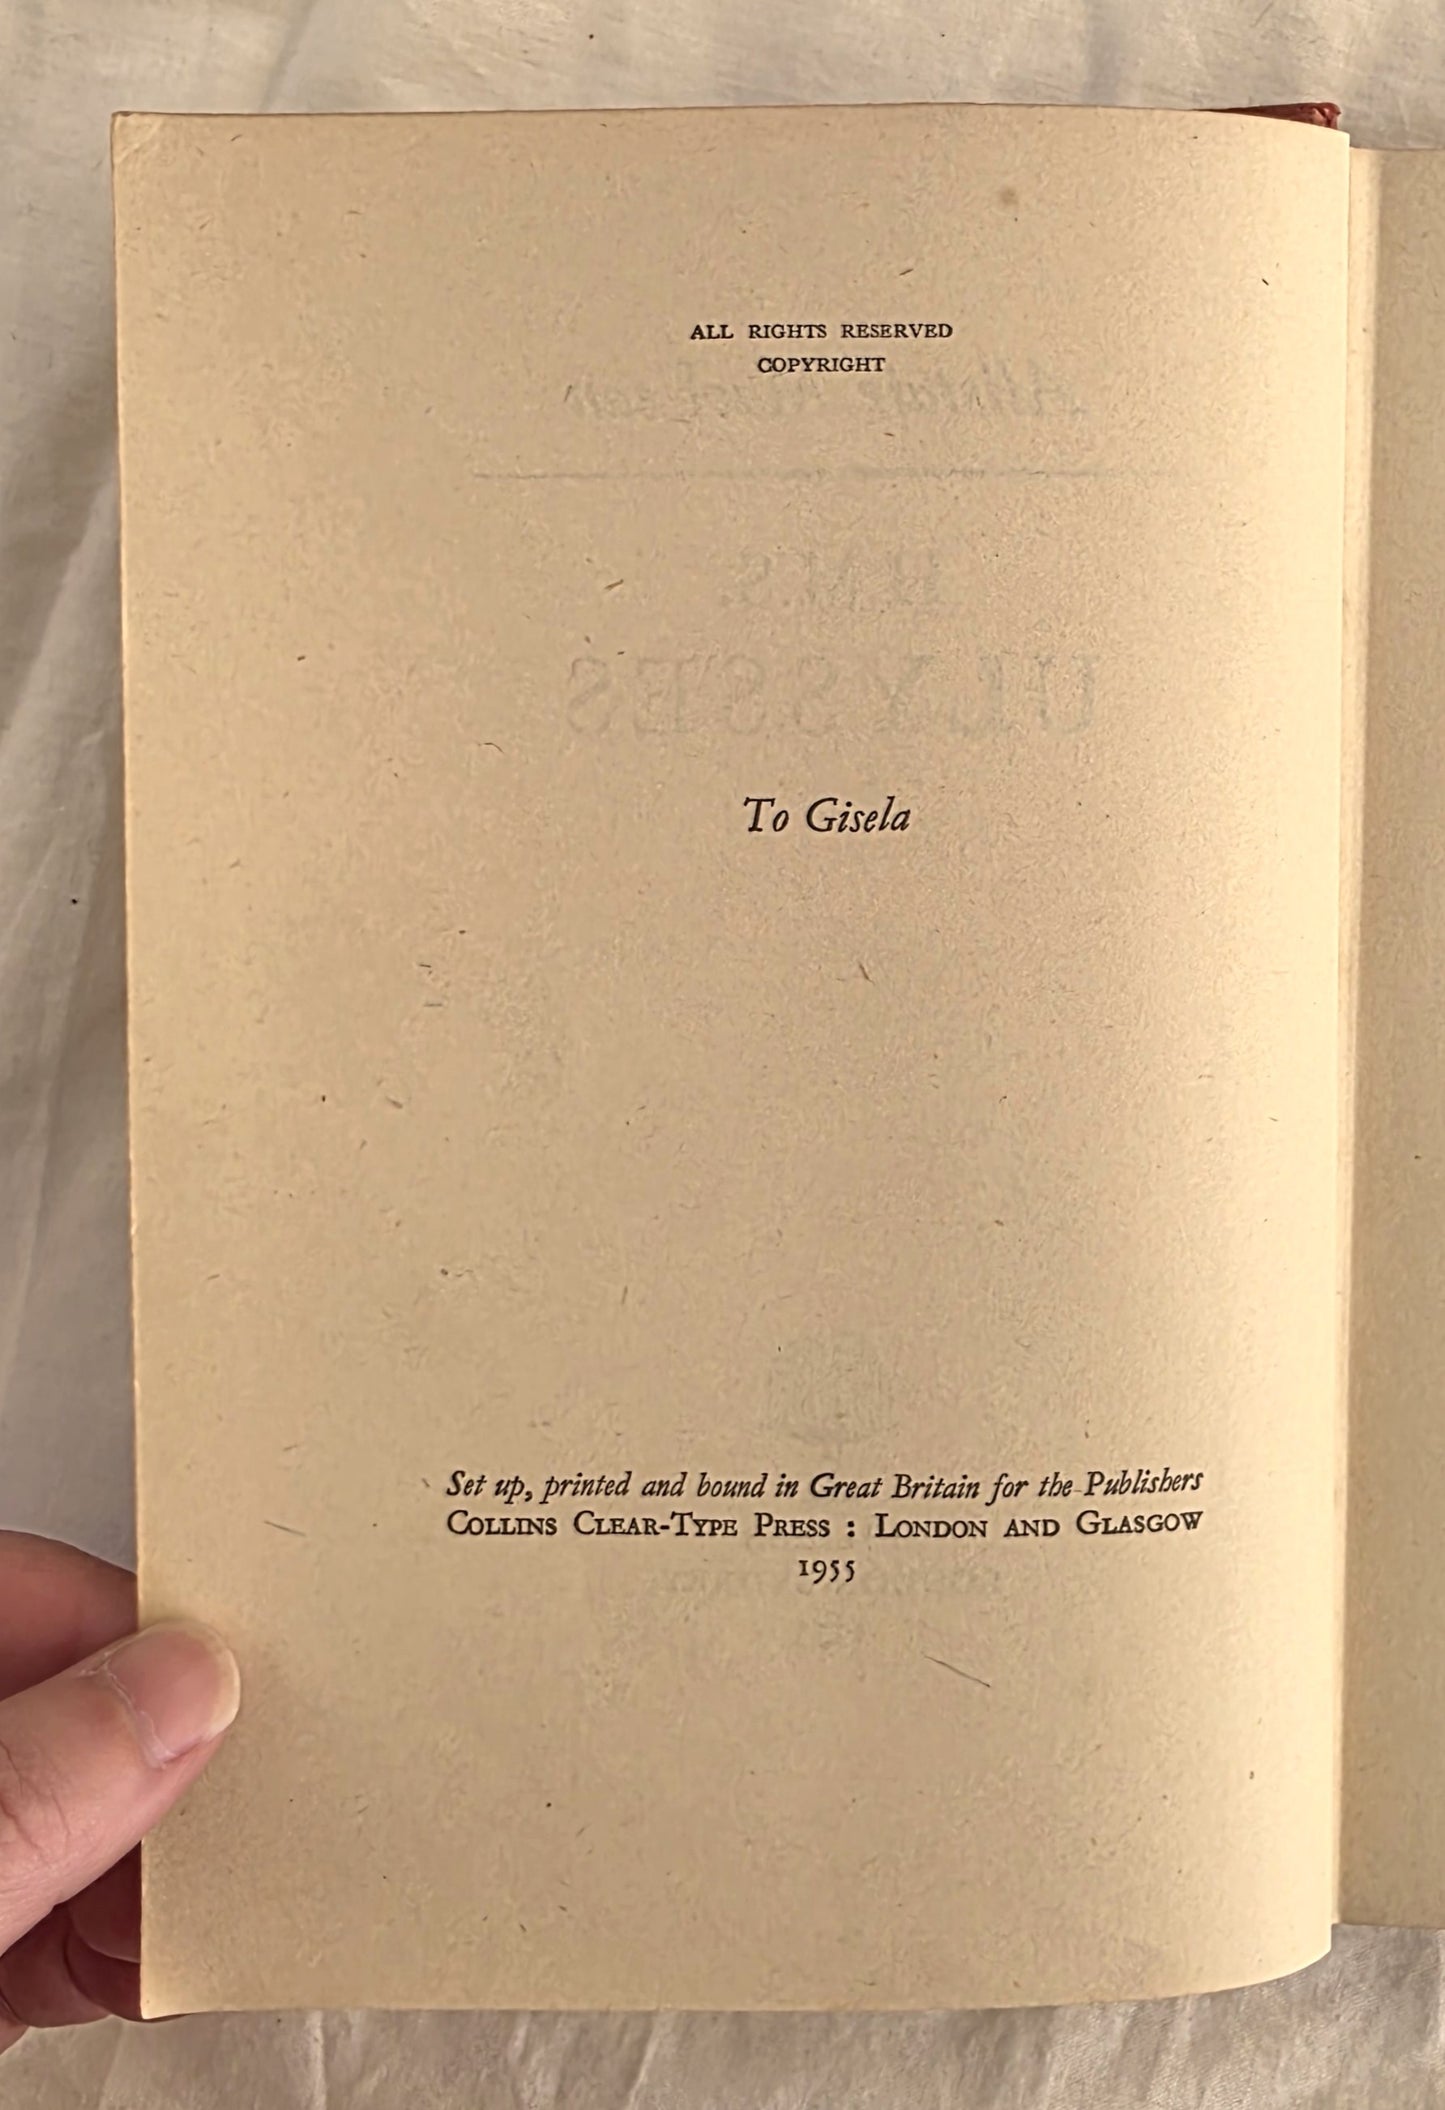 ALL RIGHTS RESERVED
COPYRIGHT
To Gisela
Set up, printed and bound in Great Britain for the Publishers
COLLINS CLEAR-TYPE PRESS : LONDON AND GLASGOW
1955